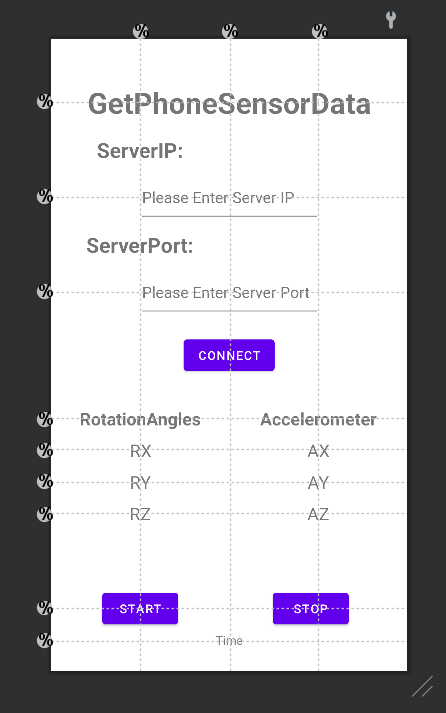 % % %
% GetPhoneSensorData
ServerIP:
% Please Enter Server IP
ServerPort:
% Please Enter Server Port
CONNECT
% RotationAngles Accelerometer
% RX AX
% RY AY
% RZ AZ
% START STOP
% Time